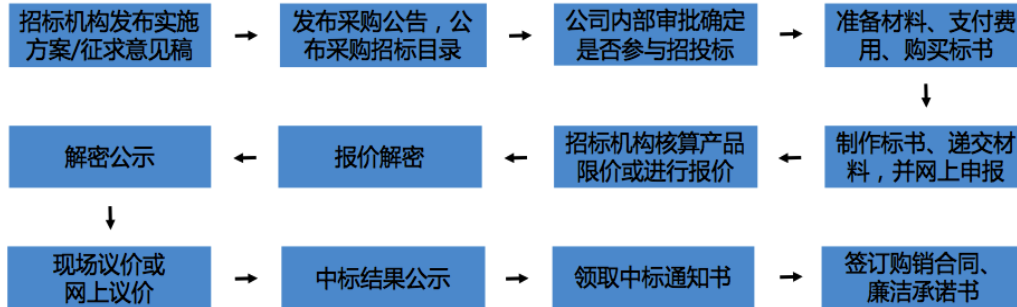 招标机构发布实施
方案/征求意见稿
发布采购公告，公
布采购招标目录
公司内部审批确定
是否参与招投标
准备材料、支付费
用、购买标书
制作标书、递交材
料，并网上申报
招标机构核算产品
限价或进行报价
报价解密
解密公示
现场议价或
网上议价
中标结果公示
领取中标通知书
签订购销合同、
廉洁承诺书